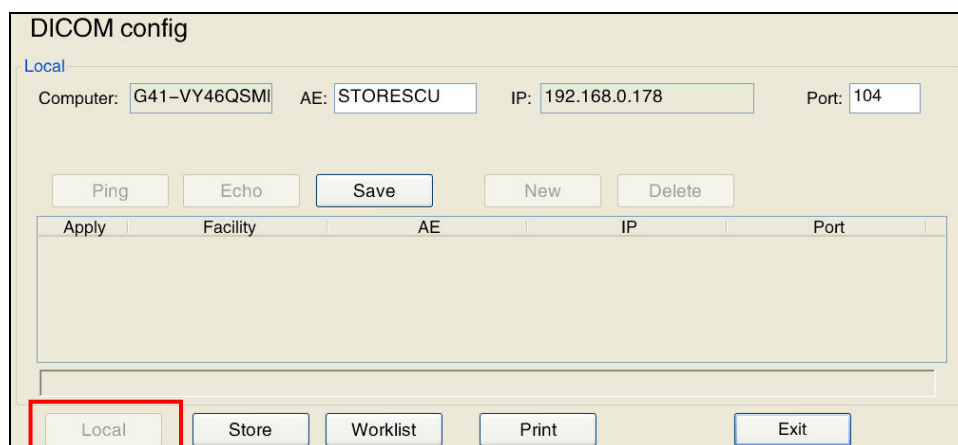 DICOM config
Local
Computer: G41-VY46QSMI AE: STORESCU IP: 192.168.0.178 Port: 104
Ping Echo Save New Delete
Apply Facility AE IP Port
Local Store Worklist Print Exit